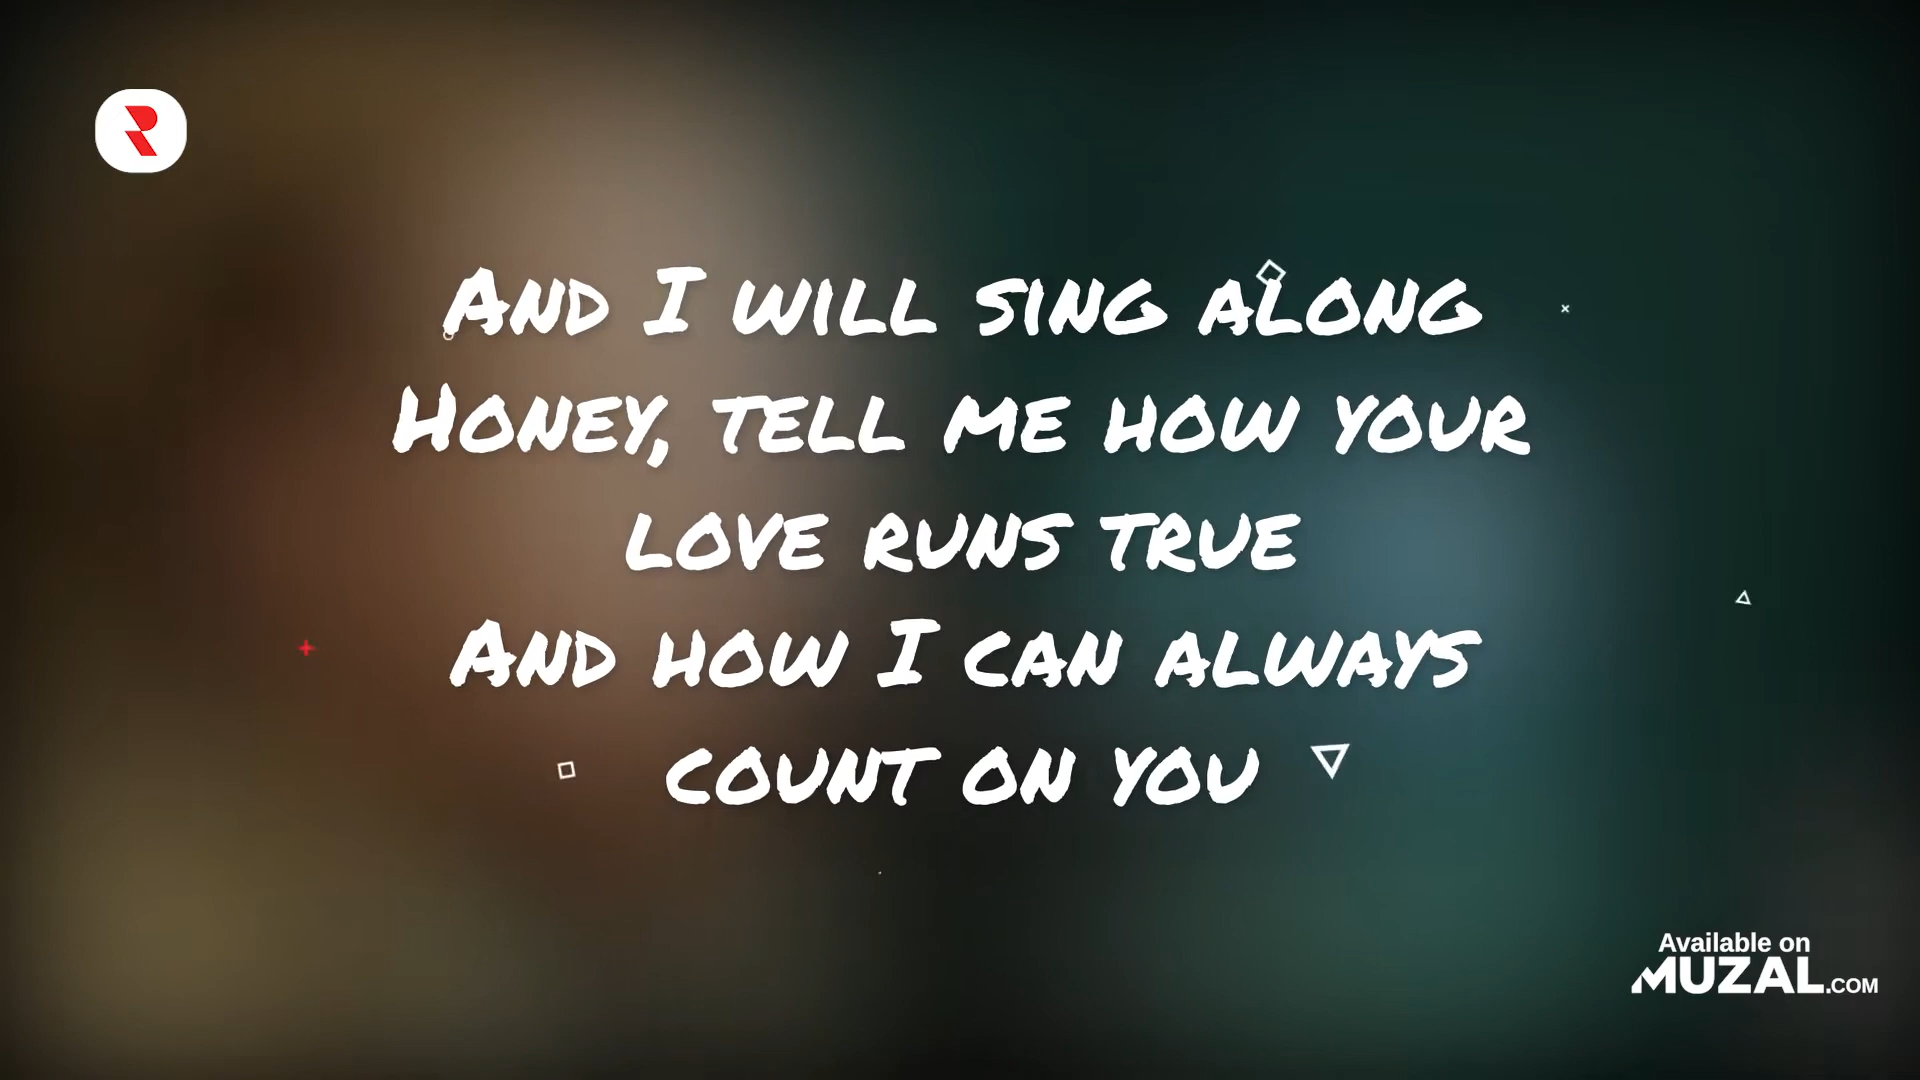 And I will sing along
Honey, tell me how your
love runs true
And how I can always
count on you
Available on
MUZAL.COM